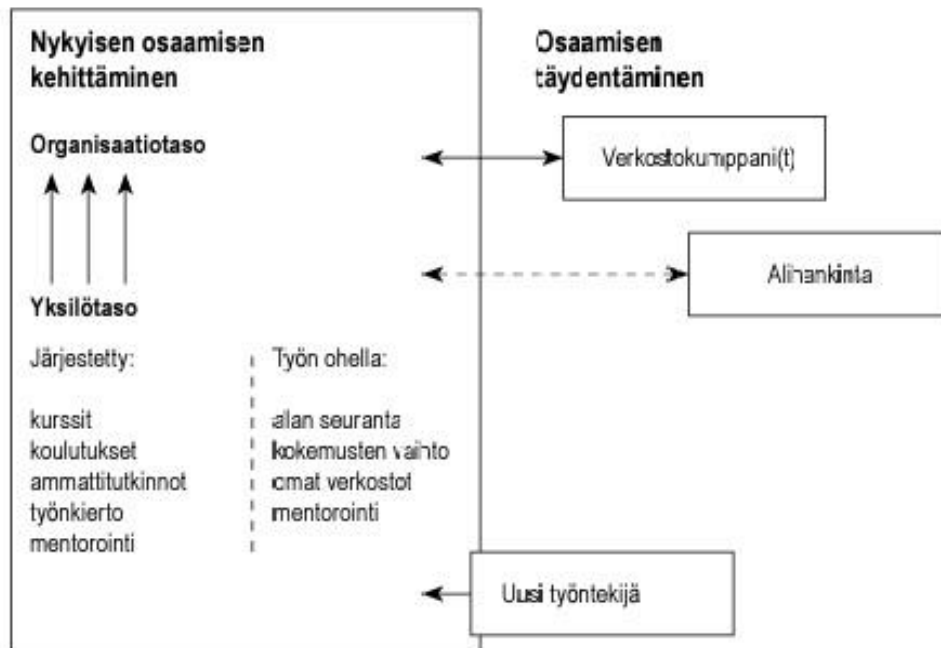 Nykyisen osaamisen
kehittäminen
Osaamisen
täydentäminen
Organisaatiotaso
Verkostokumppani(t)
Alihankinta
Yksilötaso
Järjestetty:
kurssit
koulutukset
ammattitutkinnot
työnkierto
mentorointi
Työn ohella:
alan seuranta
kokemusten vaihto
omat verkostot
mentorointi
Uusi työntekijä